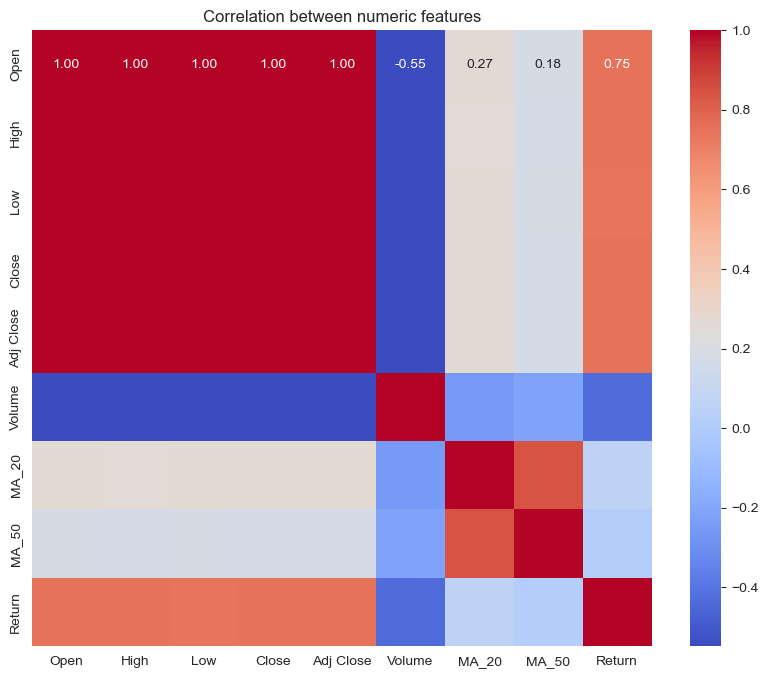 Correlation between numeric features
Open 1.00 1.00 1.00 1.00 1.00 -0.55 0.27 0.18 0.75
High
Low
Close
Adj Close
Volume
MA_20
MA_50
Return
Open High Low Close Adj Close Volume MA_20 MA_50 Return
1.0
0.8
0.6
0.4
0.2
0.0
−0.2
−0.4